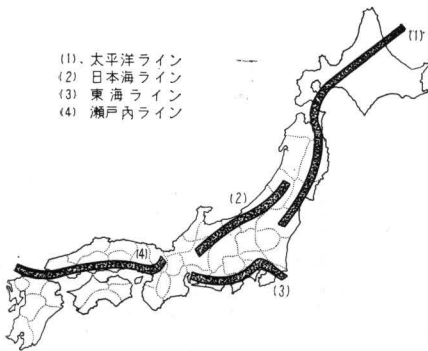 (1)、太平洋ライン
(2) 日本海ライン
(3) 東海ライン
(4) 瀬戸内ライン
(1)
(2)
(4)
(3)